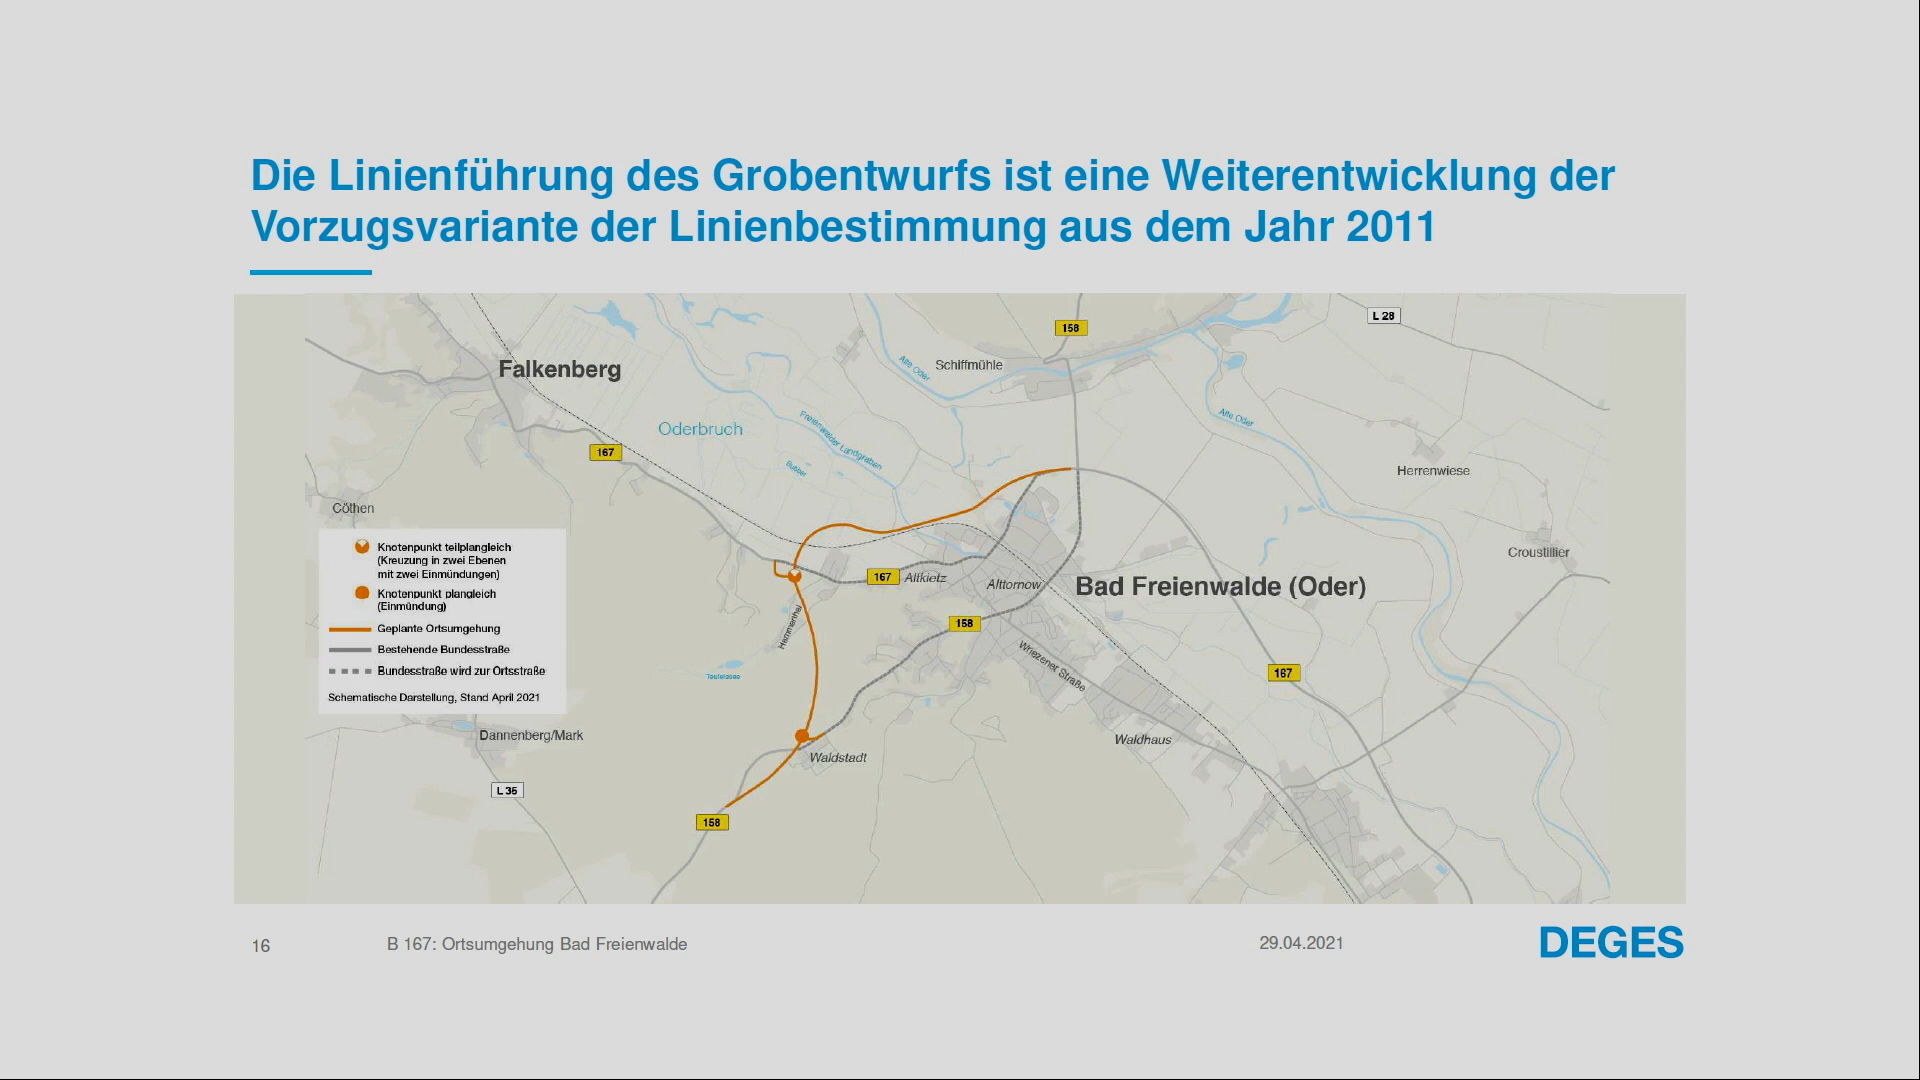 Die Linienführung des Grobentwurfs ist eine Weiterentwicklung der
Vorzugsvariante der Linienbestimmung aus dem Jahr 2011
L 28
158
Schiffmühle
Alte Oder
Falkenberg
Oderbruch
Freienwalder Landgraben
Alte Oder
167
Herrenwiese
Cöthen
Croustillier
Knotenpunkt teilplangleich
(Kreuzung in zwei Ebenen
mit zwei Einmündungen)
Knotenpunkt plangleich
(Einmündung)
Geplante Ortsumgehung
Bestehende Bundesstraße
Bundesstraße wird zur Ortsstraße
Schematische Darstellung, Stand April 2021
167
Altkietz
Alttornow
Bad Freienwalde (Oder)
158
Hammerthal
Wriezener Straße
Teufelssee
167
Dannenberg/Mark
Waldhaus
Waldstadt
L 35
158
16
B 167: Ortsumgehung Bad Freienwalde
29.04.2021
DEGES